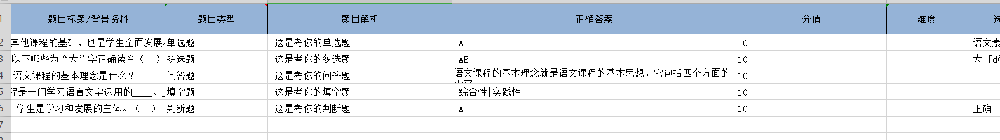 题目标题/背景资料 题目类型 题目解析 正确答案 分值 难度
2 其他课程的基础，也是学生全面发展 单选题 这是考你的单选题 A 10 语文素
3 以下哪些为“大”字正确读音（ ） 多选题 这是考你的多选题 AB 10 大 [d
4 语文课程的基本理念是什么？ 问答题 这是考你的问答题 语文课程的基本理念就是语文课程的基本思想，它包括四个方面的 10
程是一门学习语言文字运用的____、_ 填空题 这是考你的填空题 综合性|实践性 10
学生是学习和发展的主体。（ ） 判断题 这是考你的判断题 A 10 正确
7